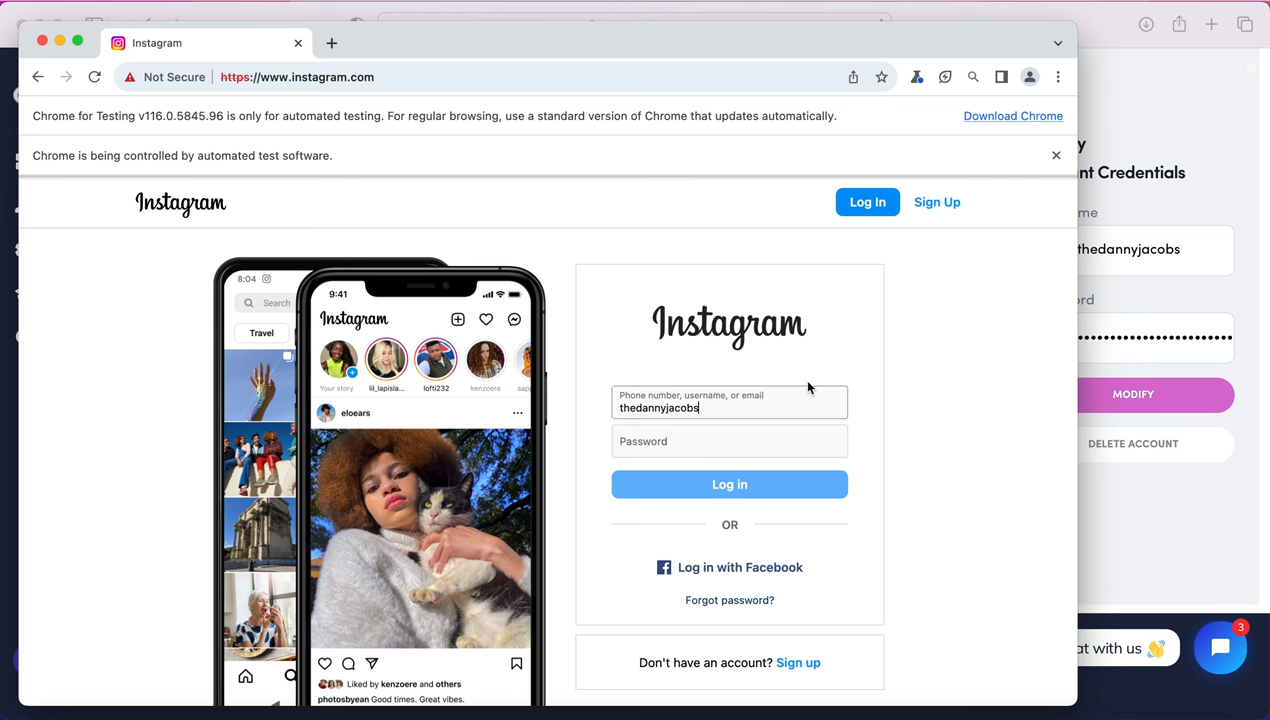 Instagram
Not Secure
https://www.instagram.com
Chrome for Testing v116.0.5845.96 is only for automated testing. For regular browsing, use a standard version of Chrome that updates automatically.
Download Chrome
Chrome is being controlled by automated test software.
Instagram
Log In
Sign Up
8:04
Search
Travel
9:41
Instagram
Your story
lil_lapisla...
lofti232
kenzoere
eloears
Liked by kenzoere and others
photosbyean Good times. Great vibes.
Instagram
Phone number, username, or email
thedannyjacobs
Password
Log in
OR
Log in with Facebook
Forgot password?
Don't have an account? Sign up
nt Credentials
me
thedannyjacobs
ord
MODIFY
DELETE ACCOUNT
at with us 👋
3